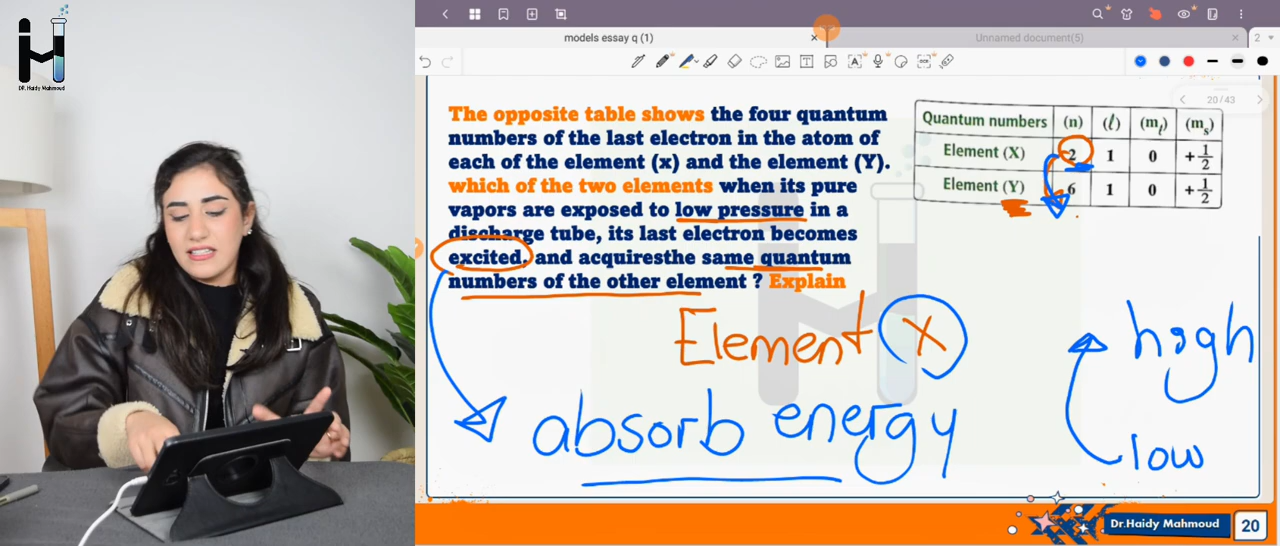 DR. Haidy Mahmoud
models essay q (1)
Unnamed document(5)
2
20/43
The opposite table shows the four quantum
numbers of the last electron in the atom of
each of the element (x) and the element (Y).
which of the two elements when its pure
vapors are exposed to low pressure in a
discharge tube, its last electron becomes
excited. and acquiresthe same quantum
numbers of the other element ? Explain
Quantum numbers (n) (ℓ) (mℓ) (ms)
Element (X) 2 1 0 +1/2
Element (Y) 6 1 0 +1/2
Element X
absorb energy
high
low
Dr.Haidy Mahmoud 20